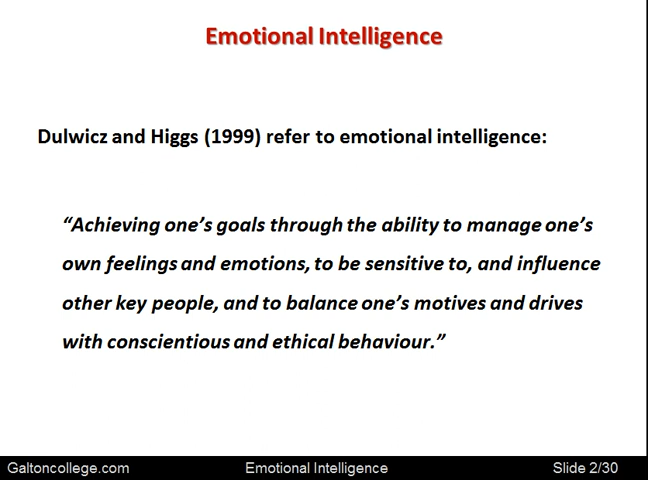 Emotional Intelligence
Dulwicz and Higgs (1999) refer to emotional intelligence:
“Achieving one’s goals through the ability to manage one’s
own feelings and emotions, to be sensitive to, and influence
other key people, and to balance one’s motives and drives
with conscientious and ethical behaviour.”
Galtoncollege.com Emotional Intelligence Slide 2/30